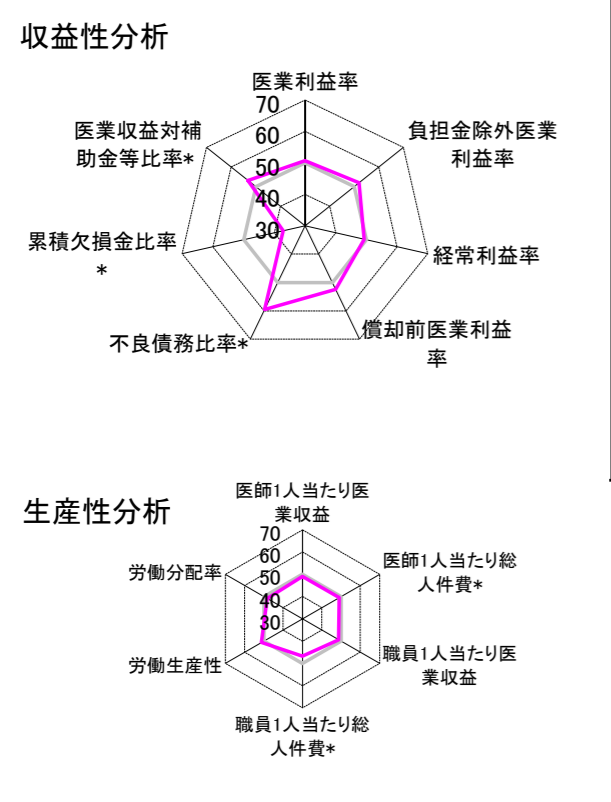 収益性分析
医業利益率
70
60
50
40
30
負担金除外医業
利益率
経常利益率
償却前医業利益
率
不良債務比率*
累積欠損金比率
*
医業収益対補
助金等比率*
生産性分析
医師1人当たり医
業収益
70
60
50
40
30
医師1人当たり総
人件費*
職員1人当たり医
業収益
職員1人当たり総
人件費*
労働生産性
労働分配率